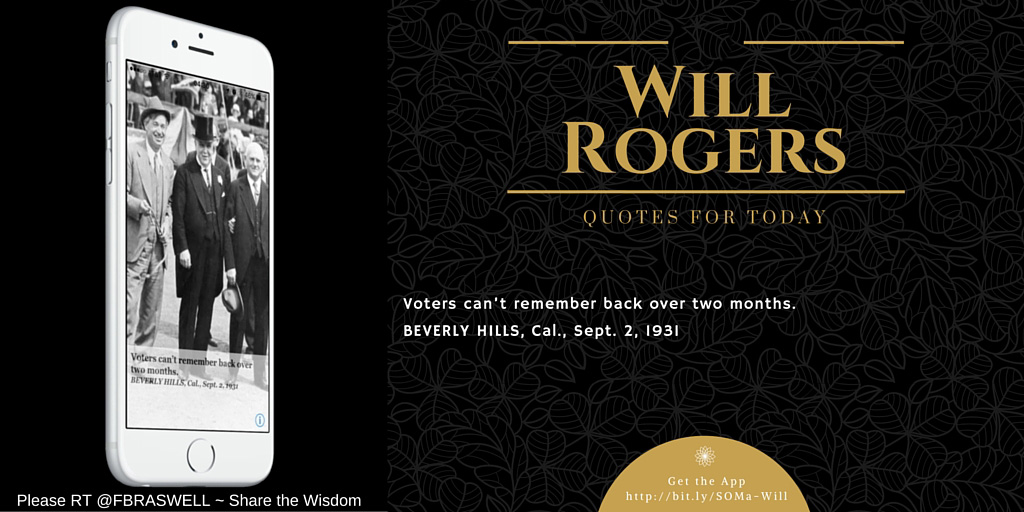 Voters can't remember back over
two months.
BEVERLY HILLS, Cal., Sept. 2, 1931
Please RT @FBRASWELL ~ Share the Wisdom
WILL
ROGERS
QUOTES FOR TODAY
Voters can't remember back over two months.
BEVERLY HILLS, Cal., Sept. 2, 1931
Get the App
http://bit.ly/SOMa-Will